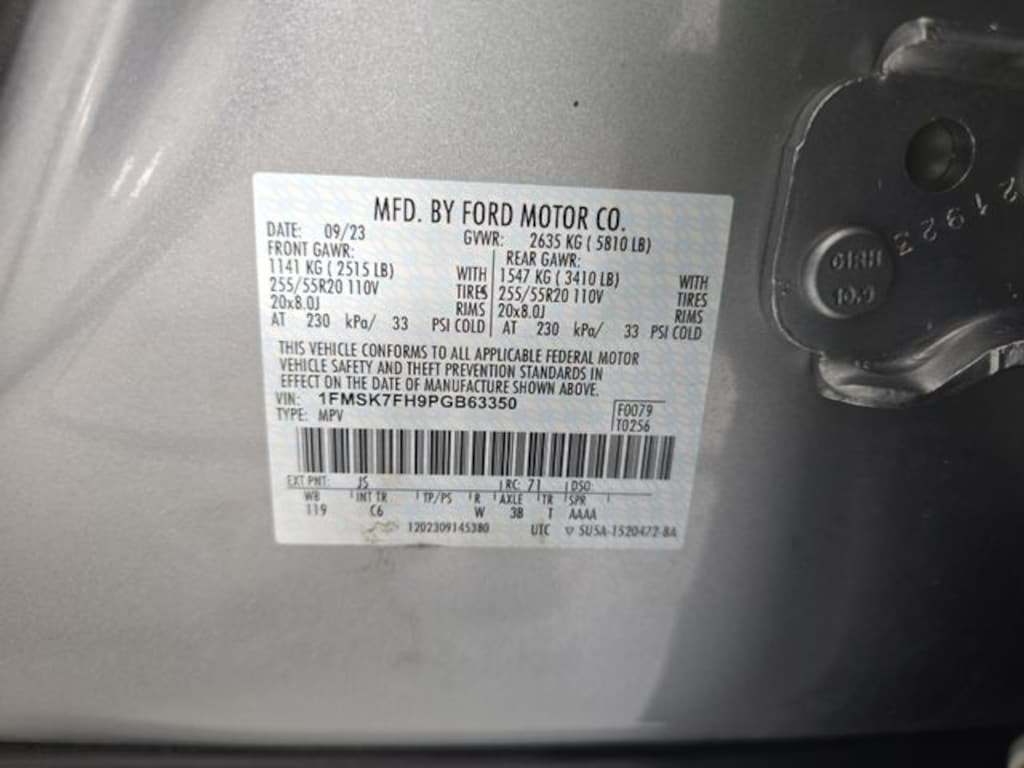 MFD. BY FORD MOTOR CO.
DATE: 09/23 GVWR: 2635 KG ( 5810 LB)
FRONT GAWR: REAR GAWR:
1141 KG ( 2515 LB) WITH 1547 KG ( 3410 LB) WITH
255/55R20 110V TIRES 255/55R20 110V TIRES
20x8.0J RIMS 20x8.0J RIMS
AT 230 kPa/ 33 PSI COLD AT 230 kPa/ 33 PSI COLD
THIS VEHICLE CONFORMS TO ALL APPLICABLE FEDERAL MOTOR
VEHICLE SAFETY AND THEFT PREVENTION STANDARDS IN
EFFECT ON THE DATE OF MANUFACTURE SHOWN ABOVE.
VIN: 1FMSK7FH9PGB63350 F0079
TYPE: MPV T0256
EXT PNT: JS RC: 71 DSO:
WB INT TR TP/PS R AXLE TR SPR
119 C6 W 3B T AAAA
1202309145380 UTC ▽ SU5A-1520472-BA
21923
10.9